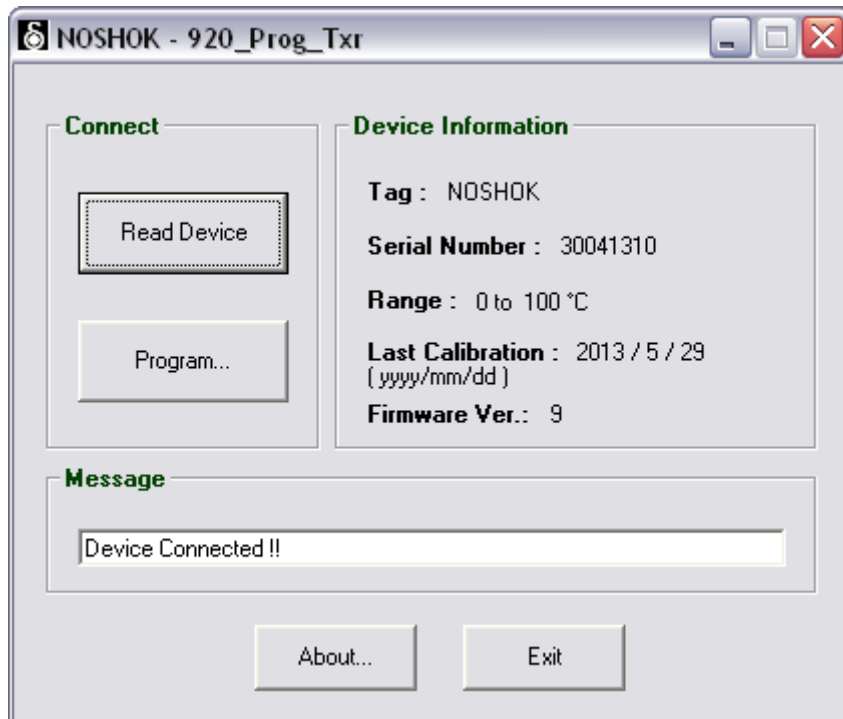 NOSHOK - 920_Prog_Txr
Connect
Read Device
Program...
Device Information
Tag : NOSHOK
Serial Number : 30041310
Range : 0 to 100 °C
Last Calibration : 2013 / 5 / 29
( yyyy/mm/dd )
Firmware Ver.: 9
Message
Device Connected !!
About...
Exit